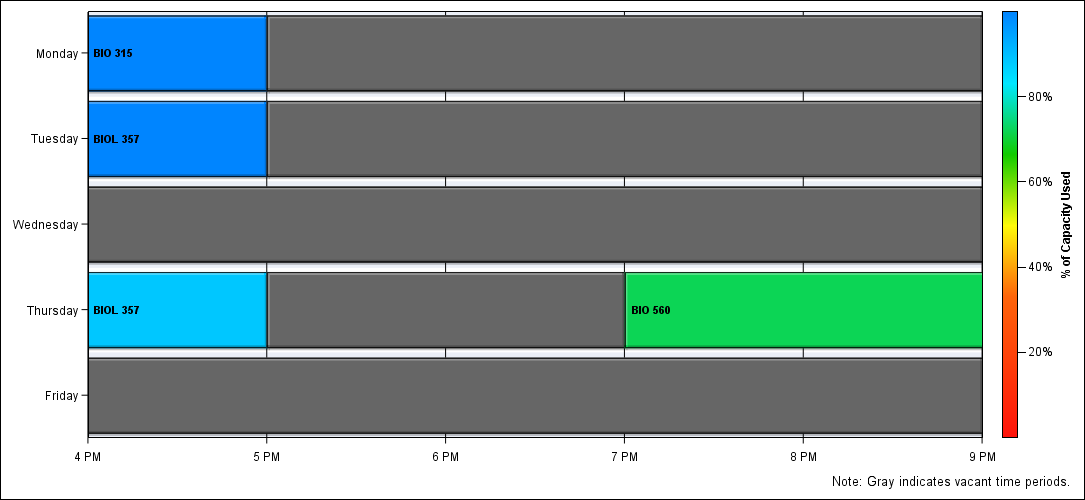 Monday
BIO 315
Tuesday
BIOL 357
Wednesday
Thursday
BIOL 357
BIO 560
Friday
4 PM 5 PM 6 PM 7 PM 8 PM 9 PM
80%
60%
40%
20%
% of Capacity Used
Note: Gray indicates vacant time periods.